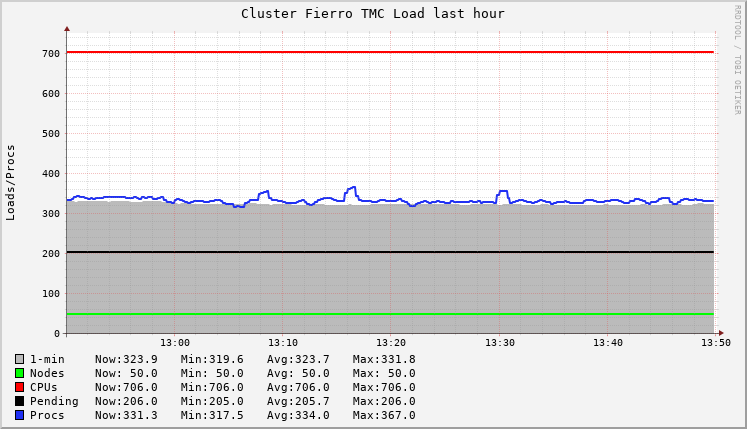 Cluster Fierro TMC Load last hour
RRDTOOL / TOBI OETIKER
Loads/Procs
700
600
500
400
300
200
100
0
13:00 13:10 13:20 13:30 13:40 13:50
1-min Now:323.9 Min:319.6 Avg:323.7 Max:331.8
Nodes Now: 50.0 Min: 50.0 Avg: 50.0 Max: 50.0
CPUs Now:706.0 Min:706.0 Avg:706.0 Max:706.0
Pending Now:206.0 Min:205.0 Avg:205.7 Max:206.0
Procs Now:331.3 Min:317.5 Avg:334.0 Max:367.0